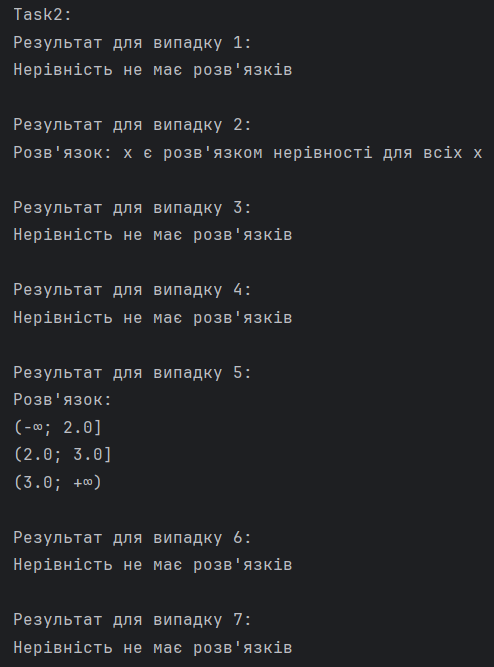 Task2:
Результат для випадку 1:
Нерівність не має розв'язків
Результат для випадку 2:
Розв'язок: x є розв'язком нерівності для всіх x
Результат для випадку 3:
Нерівність не має розв'язків
Результат для випадку 4:
Нерівність не має розв'язків
Результат для випадку 5:
Розв'язок:
(-∞; 2.0]
(2.0; 3.0]
(3.0; +∞)
Результат для випадку 6:
Нерівність не має розв'язків
Результат для випадку 7:
Нерівність не має розв'язків